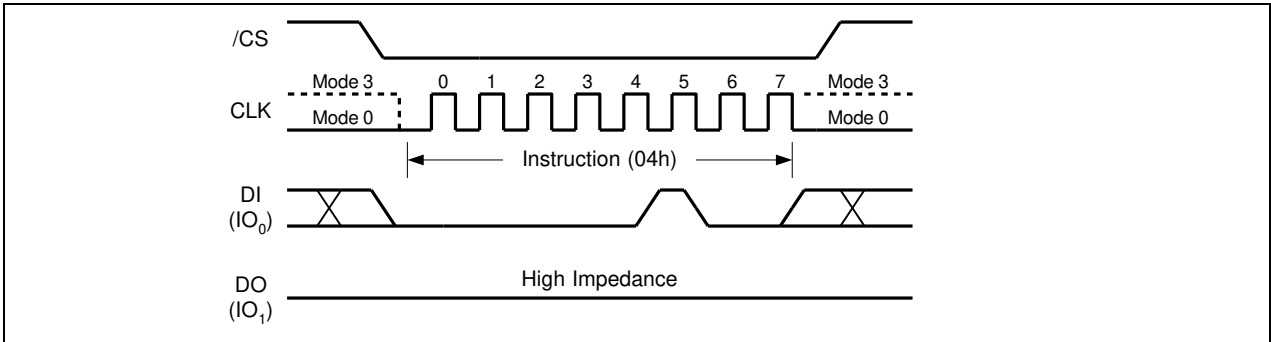 /CS
Mode 3 0 1 2 3 4 5 6 7 Mode 3
CLK
Mode 0 Mode 0
Instruction (04h)
DI
(IO₀)
High Impedance
DO
(IO₁)